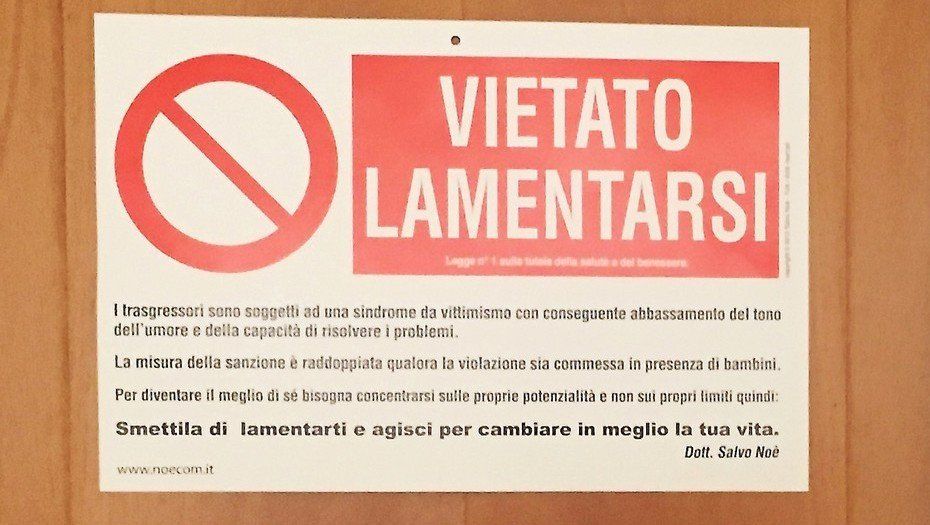 VIETATO
LAMENTARSI
Legge n° 1 sulla tutela della salute e del benessere.
I trasgressori sono soggetti ad una sindrome da vittimismo con conseguente abbassamento del tono
dell'umore e della capacità di risolvere i problemi.
La misura della sanzione è raddoppiata qualora la violazione sia commessa in presenza di bambini.
Per diventare il meglio di sé bisogna concentrarsi sulle proprie potenzialità e non sui propri limiti quindi:
Smettila di lamentarti e agisci per cambiare in meglio la tua vita.
Dott. Salvo Noè
www.noecom.it